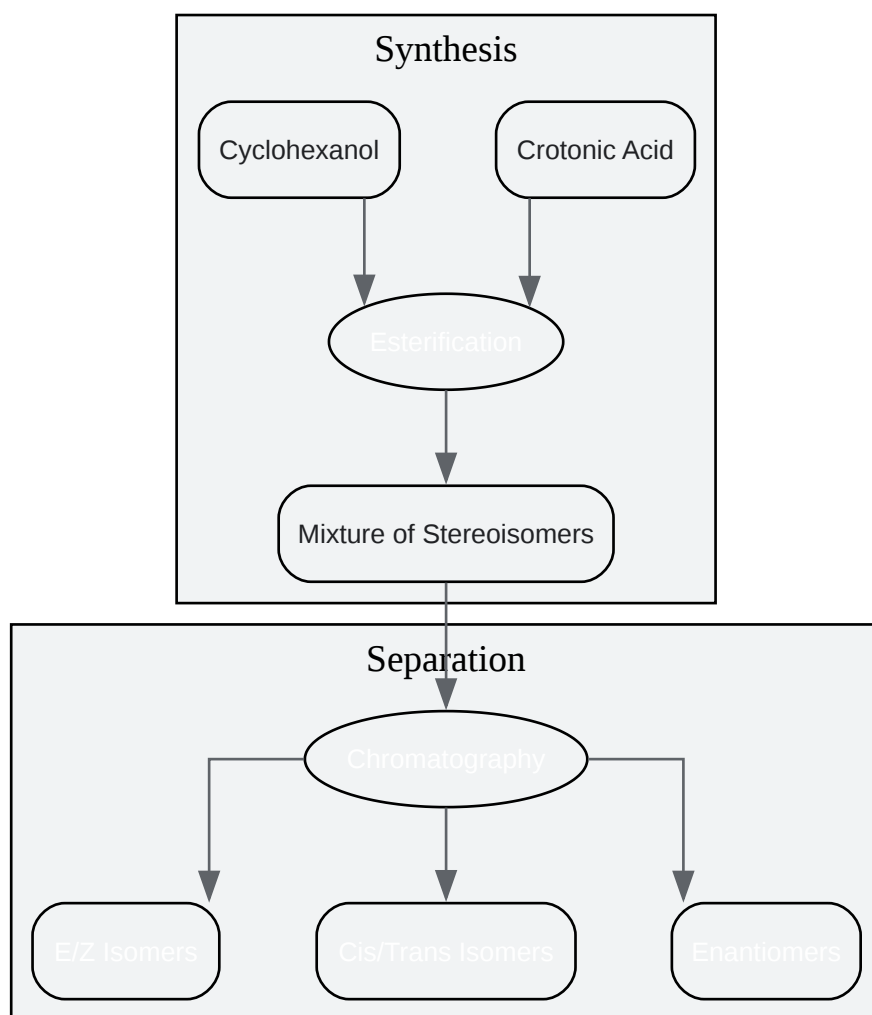 Synthesis
Cyclohexanol
Crotonic Acid
Esterification
Mixture of Stereoisomers
Separation
Chromatography
E/Z Isomers
Cis/Trans Isomers
Enantiomers